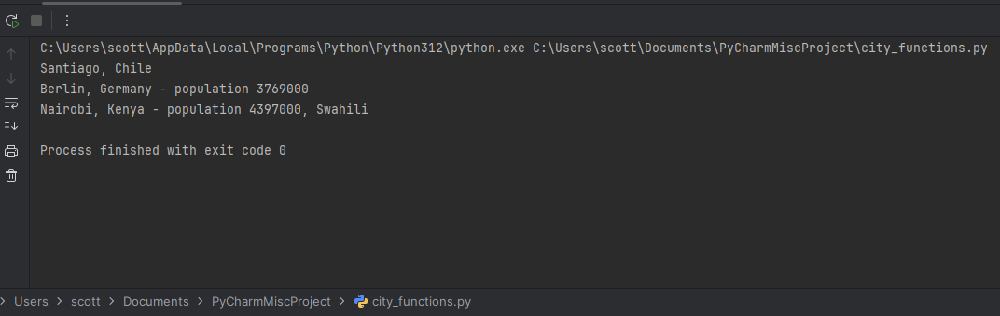 C:\Users\scott\AppData\Local\Programs\Python\Python312\python.exe C:\Users\scott\Documents\PyCharmMiscProject\city_functions.py
Santiago, Chile
Berlin, Germany - population 3769000
Nairobi, Kenya - population 4397000, Swahili
Process finished with exit code 0
Users > scott > Documents > PyCharmMiscProject > city_functions.py